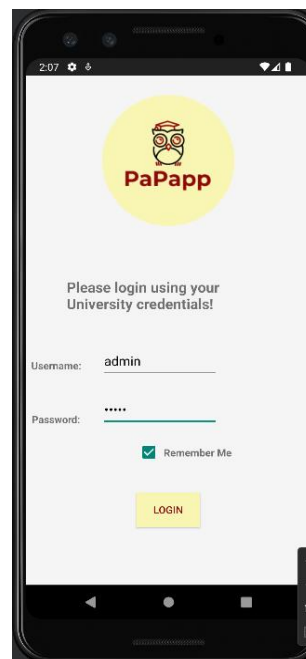 2:07
PaPapp
Please login using your
University credentials!
Username: admin
Password: •••••
Remember Me
LOGIN